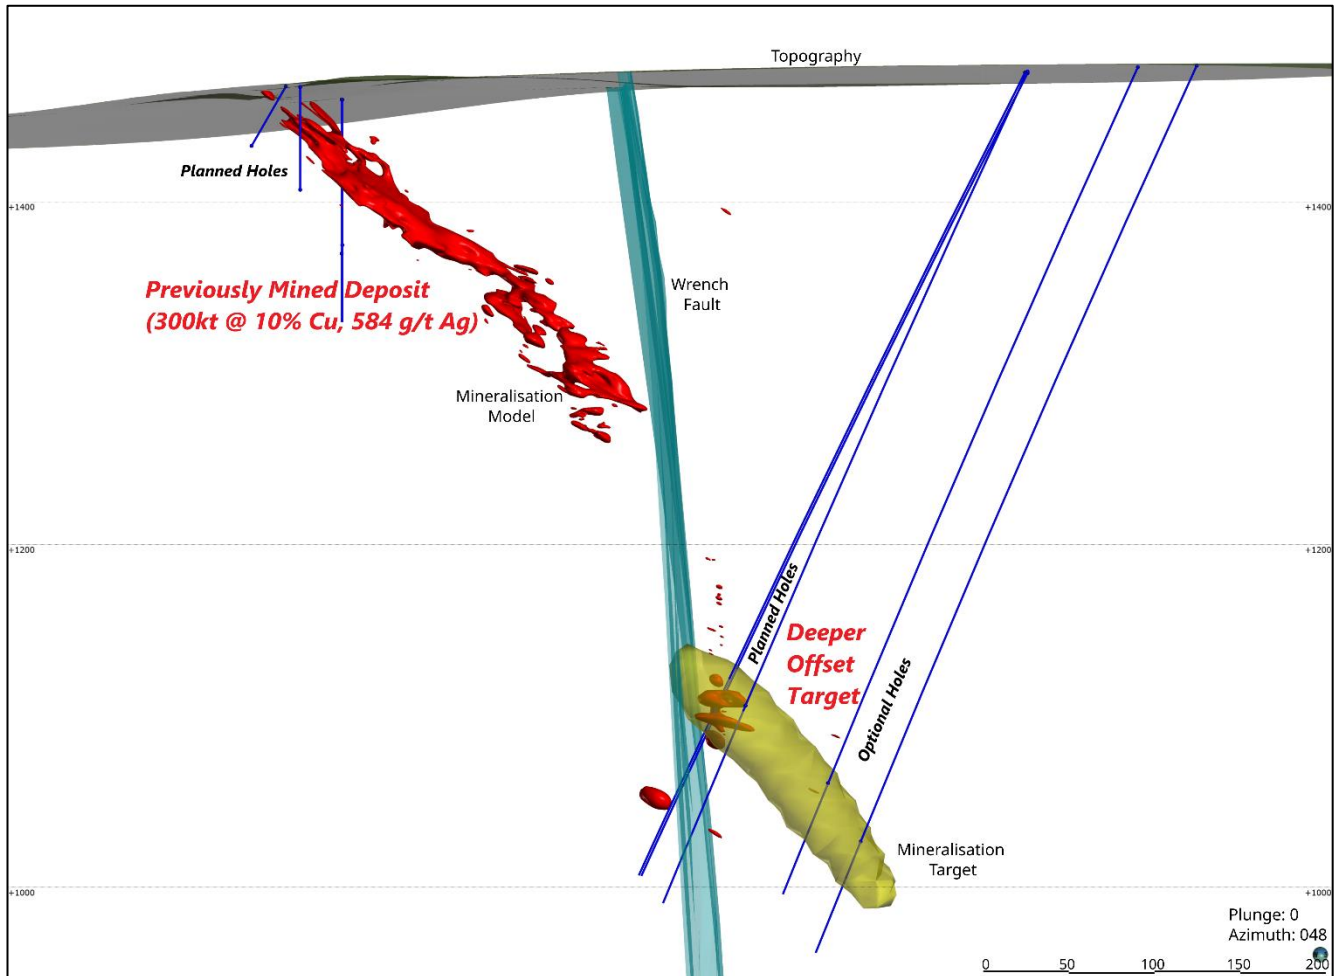 Topography
Planned Holes
+1400
+1400
Previously Mined Deposit
(300kt @ 10% Cu, 584 g/t Ag)
Wrench
Fault
Mineralisation
Model
+1200
+1200
Planned Holes
Deeper
Offset
Target
Optional Holes
Mineralisation
Target
+1000
+1000
Plunge: 0
Azimuth: 048
0 50 100 150 200